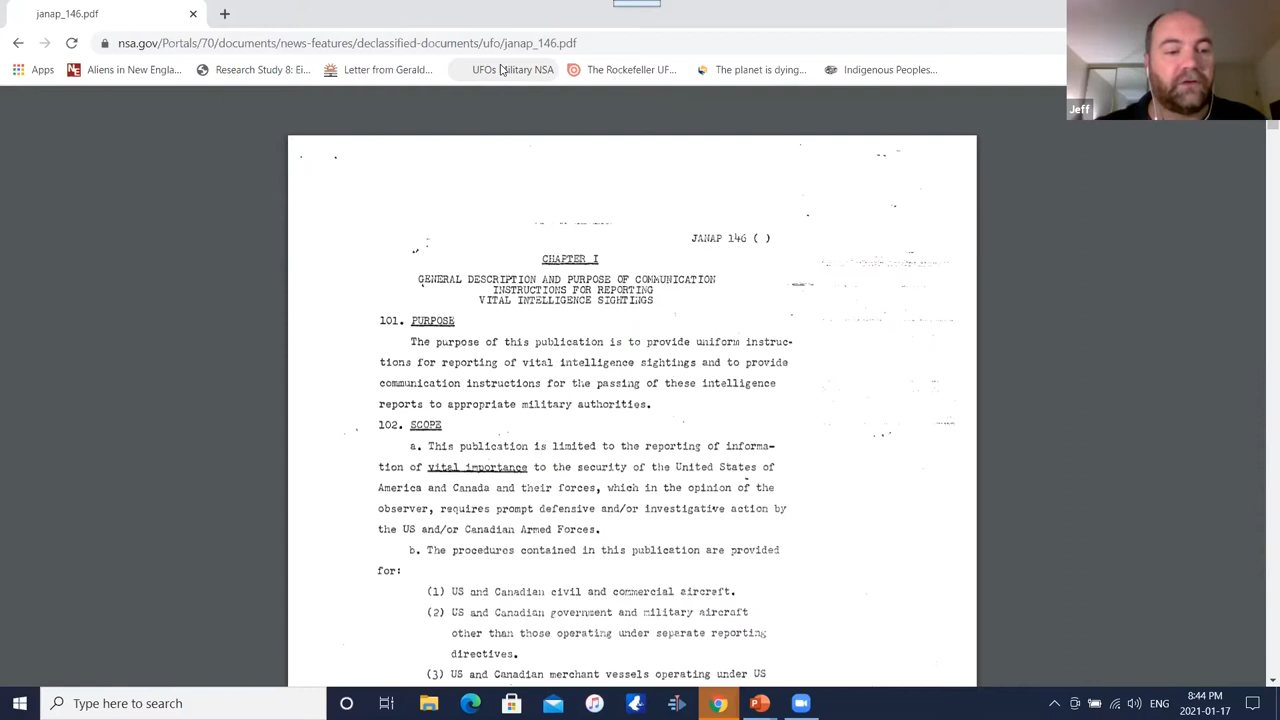 janap_146.pdf
nsa.gov/Portals/70/documents/news-features/declassified-documents/ufo/janap_146.pdf
Apps
Aliens in New Engla...
Research Study 8: Ei...
Letter from Gerald...
UFOs Military NSA
The Rockefeller UF...
The planet is dying...
Indigenous Peoples...
Jeff
JANAP 146 ( )
CHAPTER I
GENERAL DESCRIPTION AND PURPOSE OF COMMUNICATION
INSTRUCTIONS FOR REPORTING
VITAL INTELLIGENCE SIGHTINGS
101. PURPOSE
The purpose of this publication is to provide uniform instruc-
tions for reporting of vital intelligence sightings and to provide
communication instructions for the passing of these intelligence
reports to appropriate military authorities.
102. SCOPE
a. This publication is limited to the reporting of informa-
tion of vital importance to the security of the United States of
America and Canada and their forces, which in the opinion of the
observer, requires prompt defensive and/or investigative action by
the US and/or Canadian Armed Forces.
b. The procedures contained in this publication are provided
for:
(1) US and Canadian civil and commercial aircraft.
(2) US and Canadian government and military aircraft
other than those operating under separate reporting
directives.
(3) US and Canadian merchant vessels operating under US
Type here to search
ENG
8:44 PM
2021-01-17